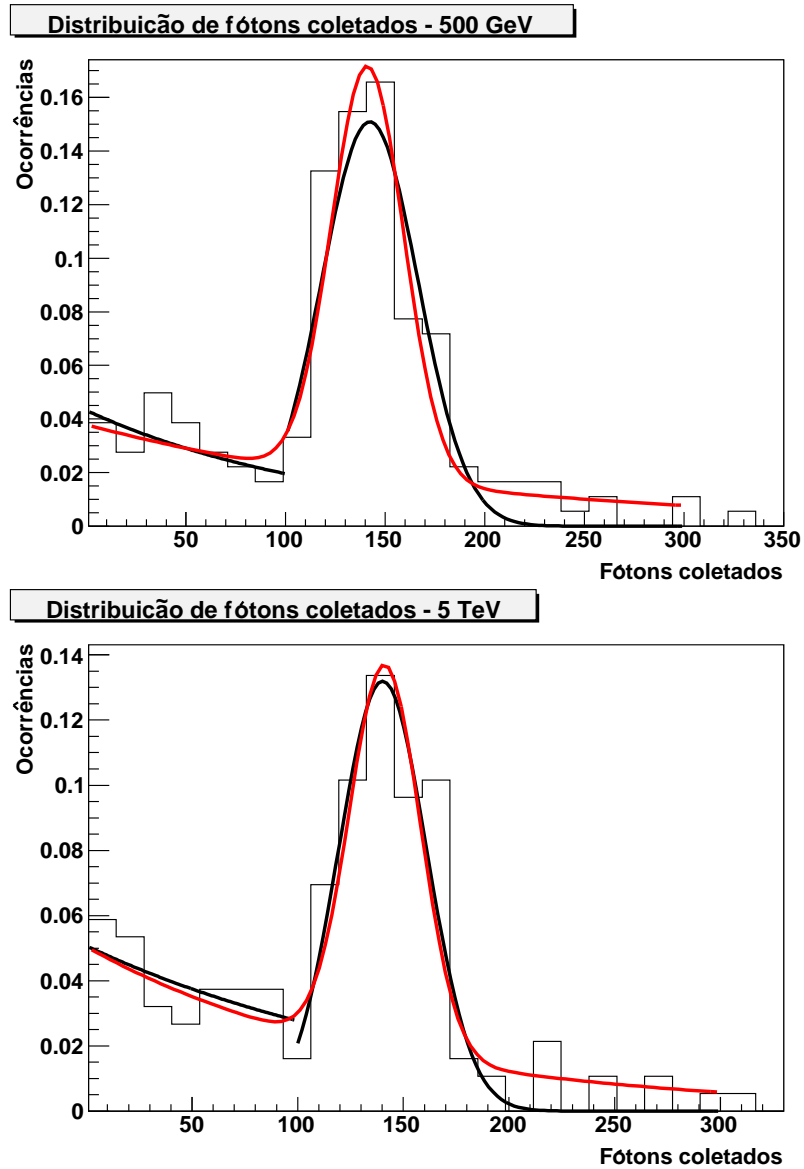 Distribuicão de fótons coletados - 500 GeV
Ocorrências
0.16
0.14
0.12
0.1
0.08
0.06
0.04
0.02
0
50 100 150 200 250 300 350
Fótons coletados
Distribuicão de fótons coletados - 5 TeV
Ocorrências
0.14
0.12
0.1
0.08
0.06
0.04
0.02
0
50 100 150 200 250 300
Fótons coletados